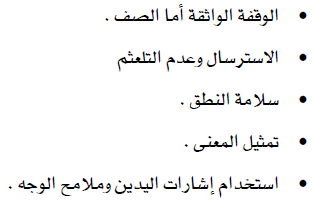 • الوقفة الواثقة أما الصف .
• الاسترسال وعدم التلعثم
• سلامة النطق .
• تمثيل المعنى .
• استخدام إشارات اليدين وملامح الوجه .